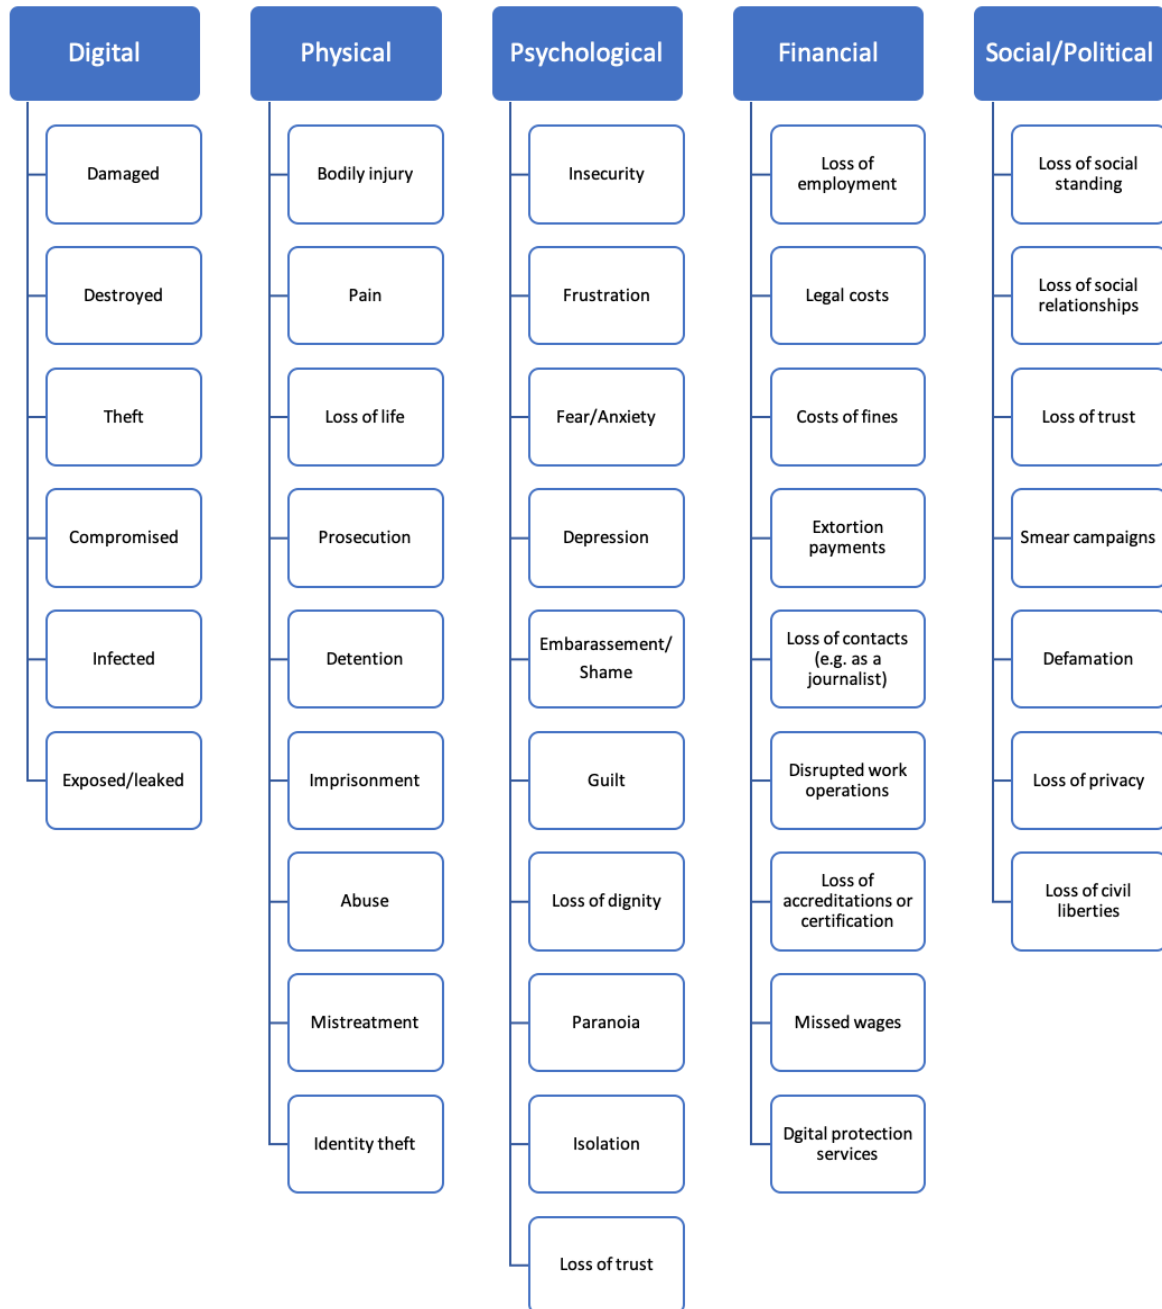 Digital
Damaged
Destroyed
Theft
Compromised
Infected
Exposed/leaked
Physical
Bodily injury
Pain
Loss of life
Prosecution
Detention
Imprisonment
Abuse
Mistreatment
Identity theft
Psychological
Insecurity
Frustration
Fear/Anxiety
Depression
Embarassement/
Shame
Guilt
Loss of dignity
Paranoia
Isolation
Loss of trust
Financial
Loss of
employment
Legal costs
Costs of fines
Extortion
payments
Loss of contacts
(e.g. as a
journalist)
Disrupted work
operations
Loss of
accreditations or
certification
Missed wages
Dgital protection
services
Social/Political
Loss of social
standing
Loss of social
relationships
Loss of trust
Smear campaigns
Defamation
Loss of privacy
Loss of civil
liberties